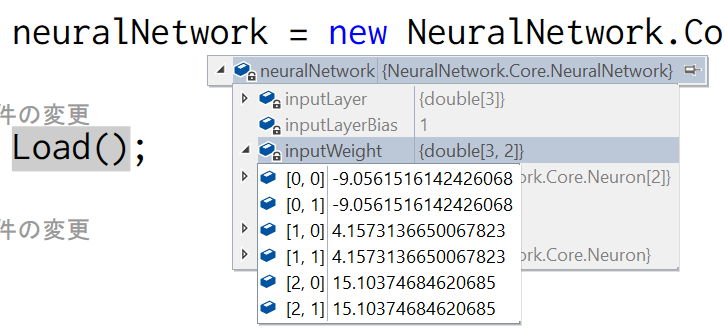 neuralNetwork = new NeuralNetwork.Co
neuralNetwork {NeuralNetwork.Core.NeuralNetwork}
件の変更
inputLayer {double[3]}
inputLayerBias 1
Load();
inputWeight {double[3, 2]}
[0, 0] -9.0561516142426068 rk.Core.Neuron[2]}
[0, 1] -9.0561516142426068
件の変更
[1, 0] 4.1573136650067823
[1, 1] 4.1573136650067823 rk.Core.Neuron}
[2, 0] 15.10374684620685
[2, 1] 15.10374684620685